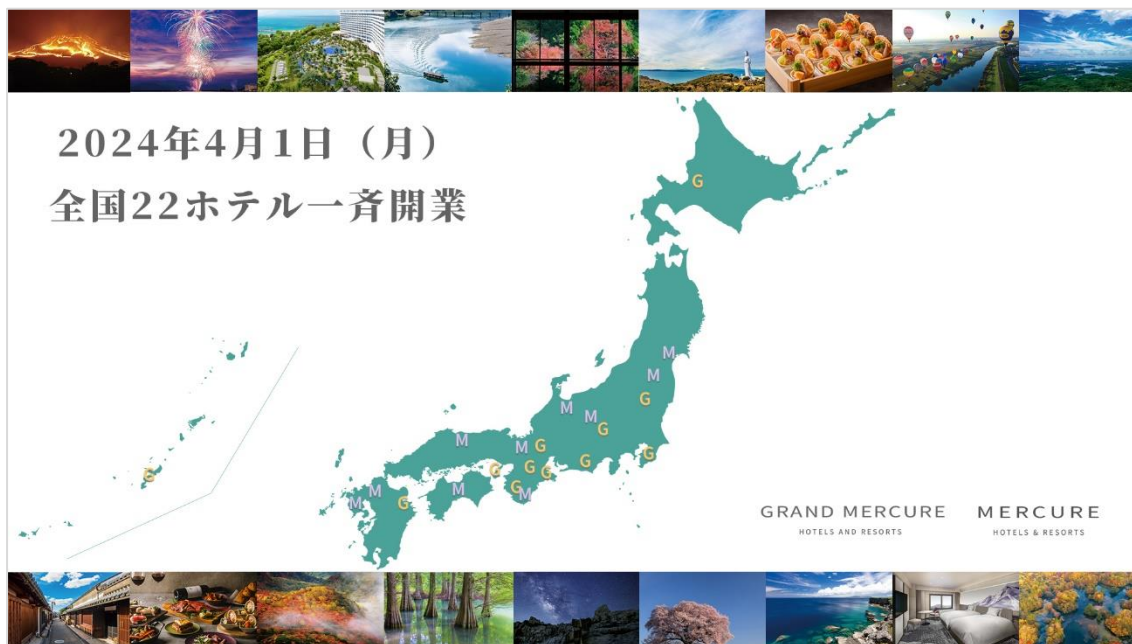 2024年4月1日（月）
全国22ホテル一斉開業
G
M
M
G
M
M
G
M
M
G
G
G
G
G
G
G
G
M
M
M
M
G
GRAND MERCURE
HOTELS AND RESORTS
MERCURE
HOTELS & RESORTS